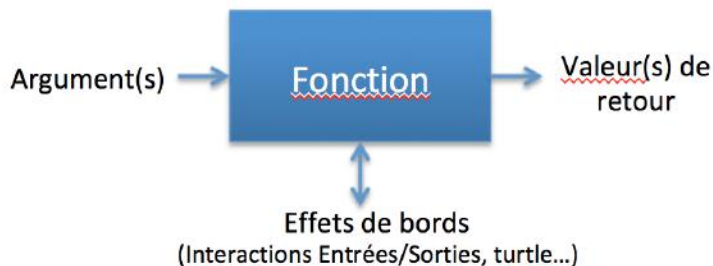 Argument(s)
Fonction
Valeur(s) de
retour
Effets de bords
(Interactions Entrées/Sorties, turtle...)